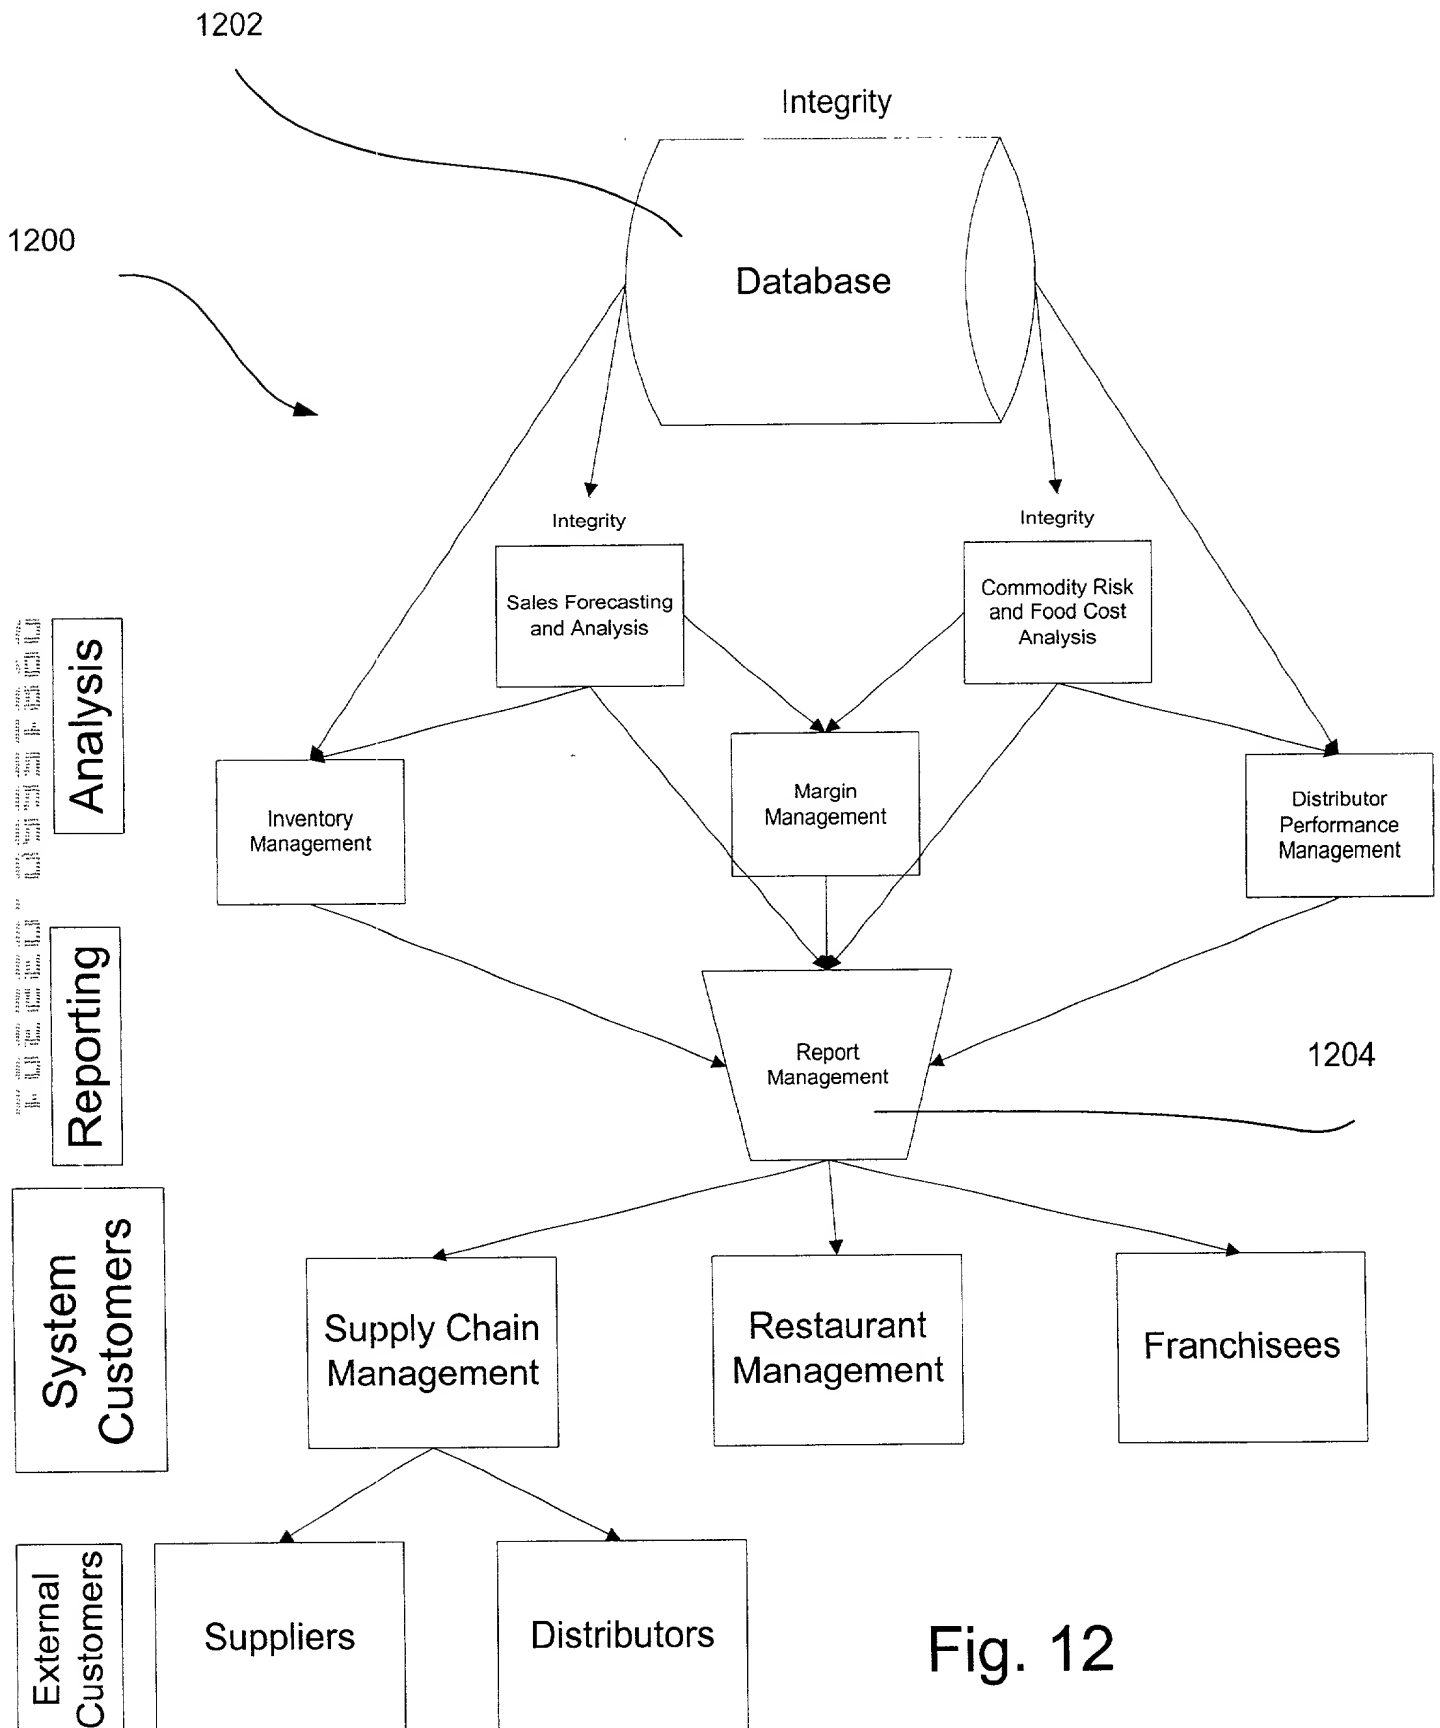 1202
Integrity
1200
Database
Integrity
Integrity
Sales Forecasting
and Analysis
Commodity Risk
and Food Cost
Analysis
Analysis
Inventory
Management
Margin
Management
Distributor
Performance
Management
Reporting
Report
Management
1204
System
Customers
Supply Chain
Management
Restaurant
Management
Franchisees
External
Customers
Suppliers
Distributors
Fig. 12